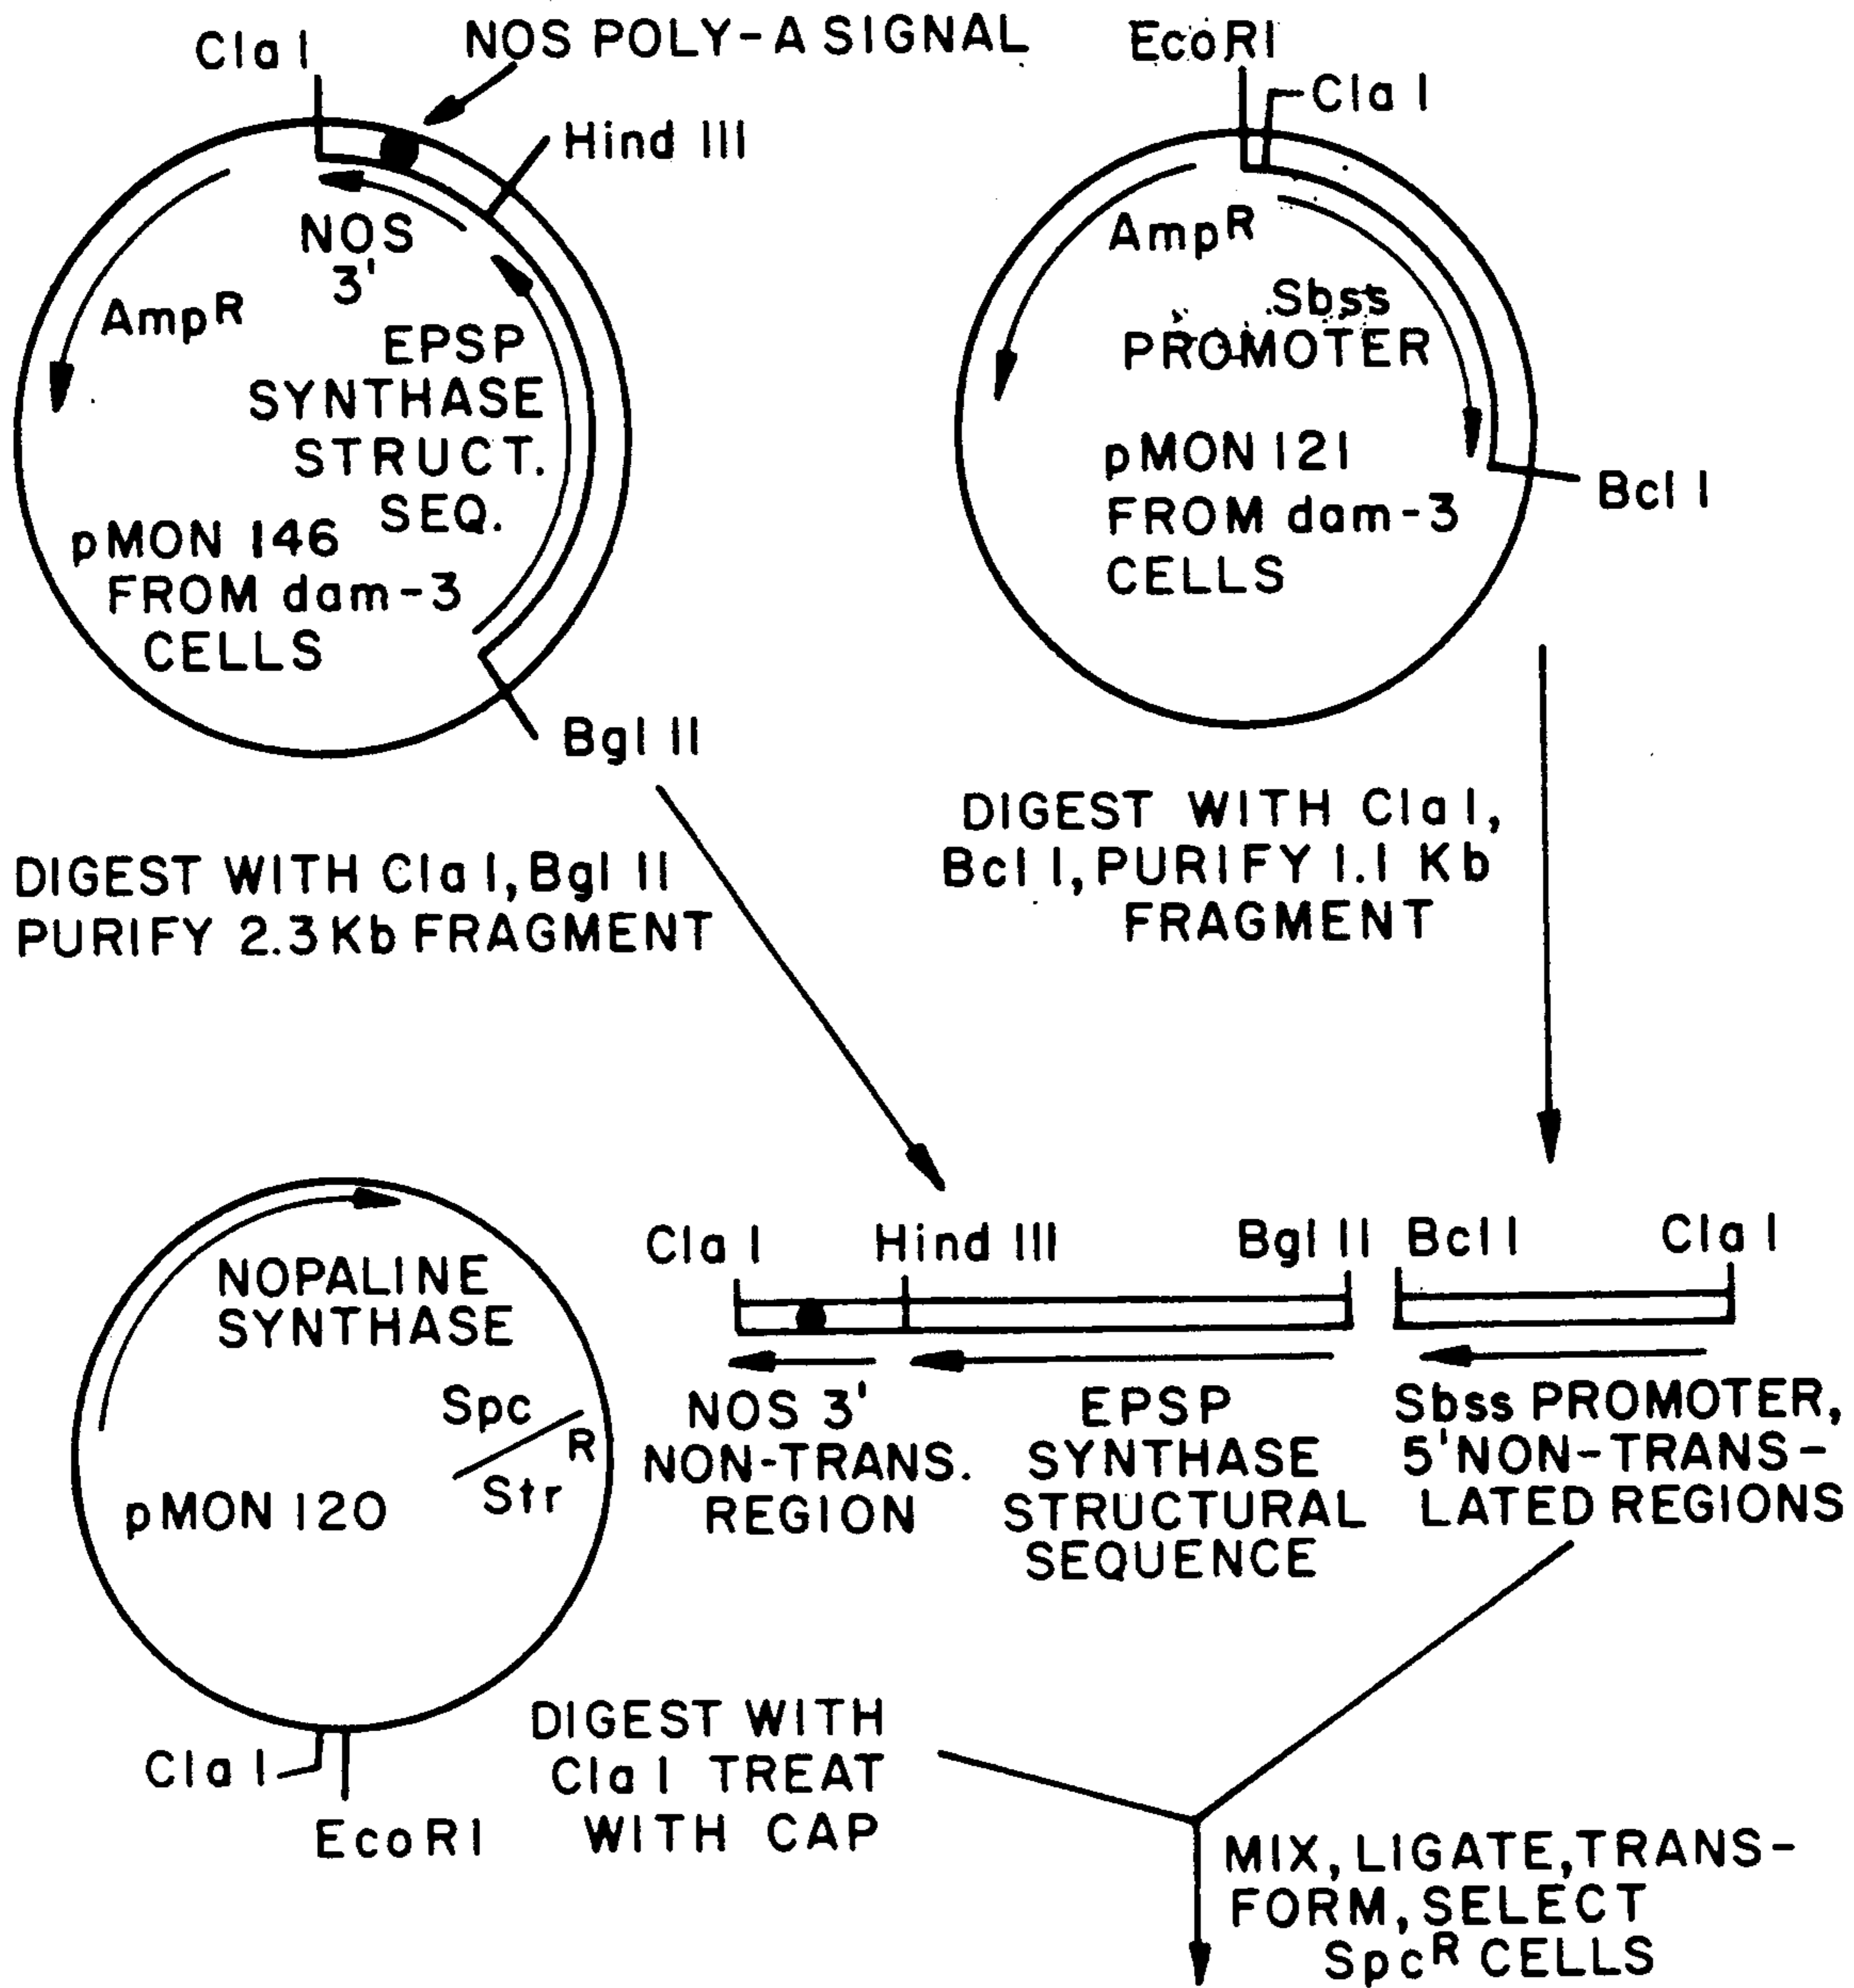 Cla I
NOS POLY-A SIGNAL
Hind III
NOS
3'
AmpR
EPSP
SYNTHASE
STRUCT.
SEQ.
pMON 146
FROM dam-3
CELLS
Bgl II
EcoRI
Cla I
AmpR
Sbss
PROMOTER
pMON 121
FROM dam-3
CELLS
Bcl I
DIGEST WITH Cla I, Bgl II
PURIFY 2.3 Kb FRAGMENT
DIGEST WITH Cla I,
Bcl I, PURIFY 1.1 Kb
FRAGMENT
NOPALINE
SYNTHASE
Spc
R
Str
pMON 120
Cla I
EcoRI
Cla I Hind III Bgl II Bcl I Cla I
NOS 3'
NON-TRANS.
REGION
EPSP
SYNTHASE
STRUCTURAL
SEQUENCE
Sbss PROMOTER,
5' NON-TRANS-
LATED REGIONS
DIGEST WITH
Cla I TREAT
WITH CAP
MIX, LIGATE, TRANS-
FORM, SELECT
SpcR CELLS